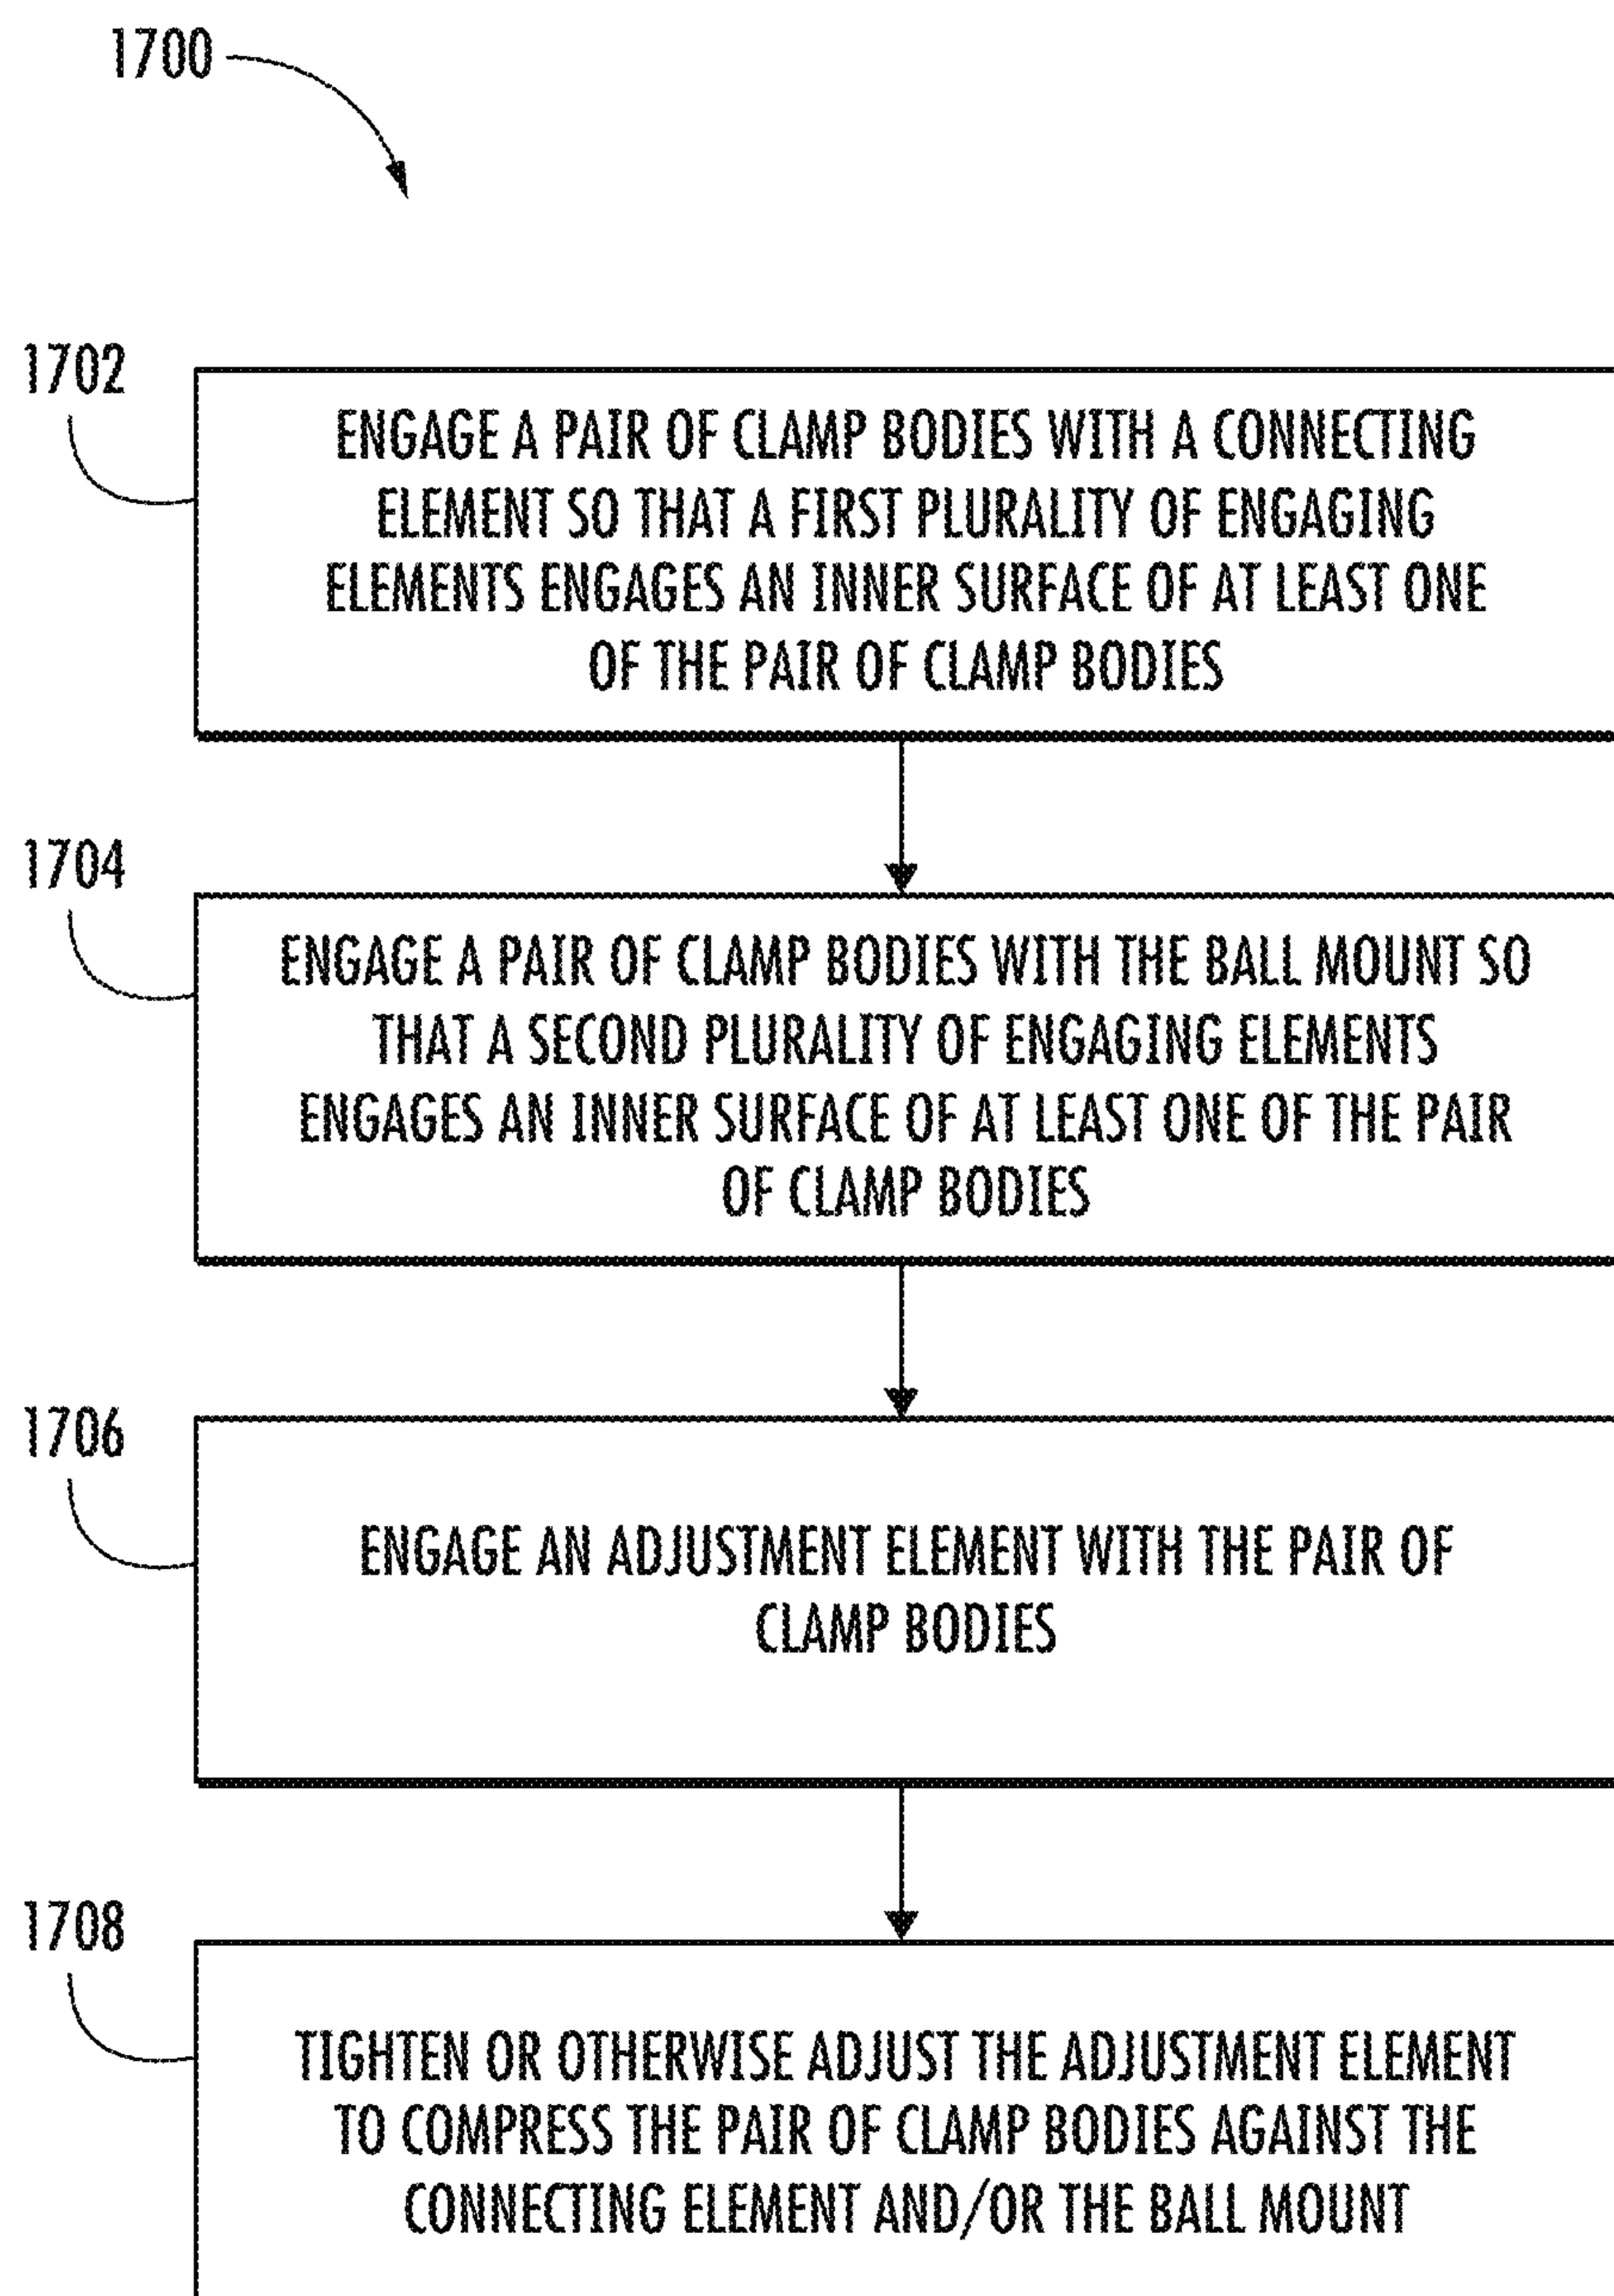 1700
1702
ENGAGE A PAIR OF CLAMP BODIES WITH A CONNECTING
ELEMENT SO THAT A FIRST PLURALITY OF ENGAGING
ELEMENTS ENGAGES AN INNER SURFACE OF AT LEAST ONE
OF THE PAIR OF CLAMP BODIES
1704
ENGAGE A PAIR OF CLAMP BODIES WITH THE BALL MOUNT SO
THAT A SECOND PLURALITY OF ENGAGING ELEMENTS
ENGAGES AN INNER SURFACE OF AT LEAST ONE OF THE PAIR
OF CLAMP BODIES
1706
ENGAGE AN ADJUSTMENT ELEMENT WITH THE PAIR OF
CLAMP BODIES
1708
TIGHTEN OR OTHERWISE ADJUST THE ADJUSTMENT ELEMENT
TO COMPRESS THE PAIR OF CLAMP BODIES AGAINST THE
CONNECTING ELEMENT AND/OR THE BALL MOUNT